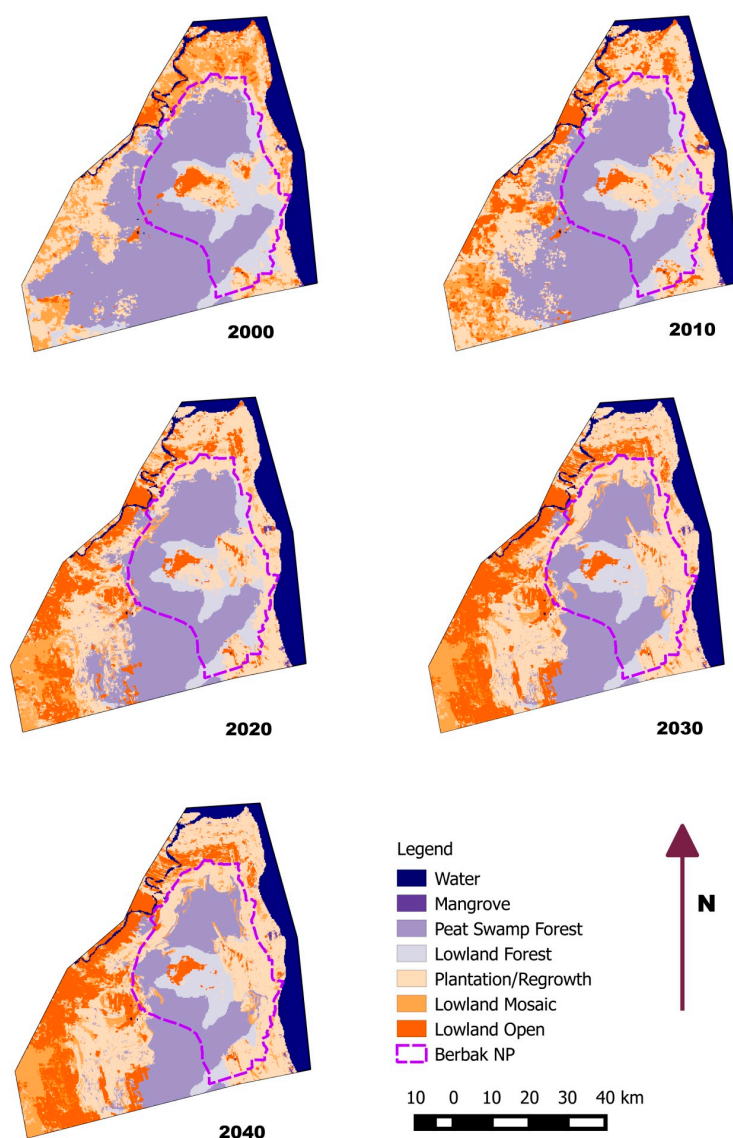 2000
2010
2020
2030
2040
Legend
Water
Mangrove
Peat Swamp Forest
Lowland Forest
Plantation/Regrowth
Lowland Mosaic
Lowland Open
Berbak NP
N
10 0 10 20 30 40 km